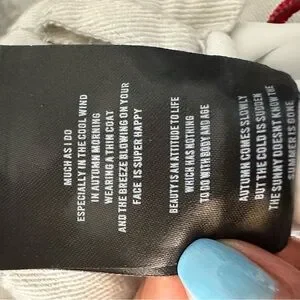 MUCH AS I DO
ESPECIALLY IN THE COOL WIND
IN AUTUMN MORNING
WEARING A THIN COAT
AND THE BREEZE BLOWING ON YOUR
FACE IS SUPER HAPPY
BEAUTY IS AN ATTITUDE TO LIFE
WHICH HAS NOTHING
TO DO WITH BODY AND AGE
AUTUMN COMES SLOWLY
BUT THE COLD IS SUDDEN
THE SUNNY DOESNT KNOW THE
SUMMER IS GONE